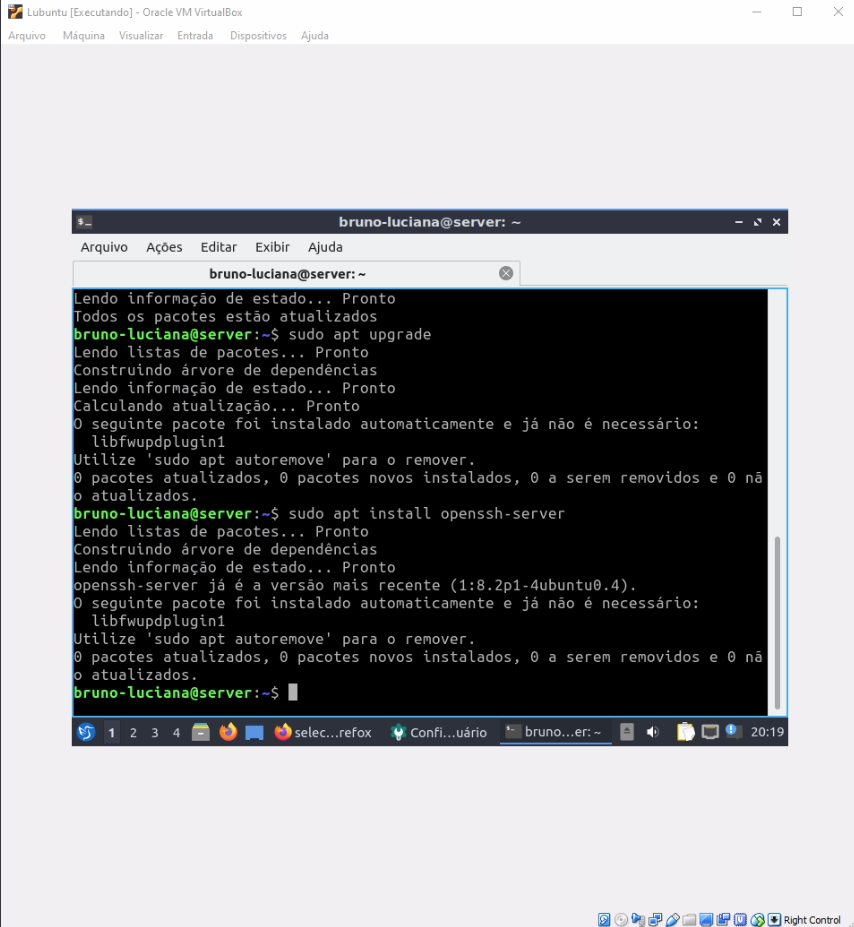 Lubuntu [Executando] - Oracle VM VirtualBox
Arquivo Máquina Visualizar Entrada Dispositivos Ajuda
bruno-luciana@server: ~
Arquivo Ações Editar Exibir Ajuda
bruno-luciana@server: ~
Lendo informação de estado... Pronto
Todos os pacotes estão atualizados
bruno-luciana@server:~$ sudo apt upgrade
Lendo listas de pacotes... Pronto
Construindo árvore de dependências
Lendo informação de estado... Pronto
Calculando atualização... Pronto
O seguinte pacote foi instalado automaticamente e já não é necessário:
libfwupdplugin1
Utilize 'sudo apt autoremove' para o remover.
0 pacotes atualizados, 0 pacotes novos instalados, 0 a serem removidos e 0 nã
o atualizados.
bruno-luciana@server:~$ sudo apt install openssh-server
Lendo listas de pacotes... Pronto
Construindo árvore de dependências
Lendo informação de estado... Pronto
openssh-server já é a versão mais recente (1:8.2p1-4ubuntu0.4).
O seguinte pacote foi instalado automaticamente e já não é necessário:
libfwupdplugin1
Utilize 'sudo apt autoremove' para o remover.
0 pacotes atualizados, 0 pacotes novos instalados, 0 a serem removidos e 0 nã
o atualizados.
bruno-luciana@server:~$
1 2 3 4 selec...refox Confi...uário bruno...er: ~ 20:19
Right Control